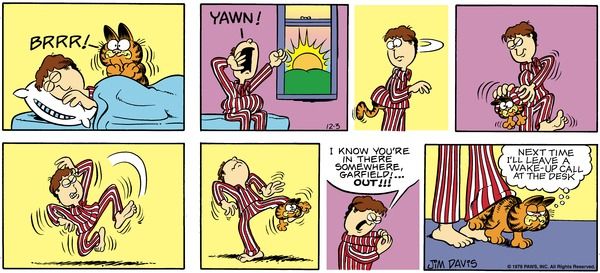 BRRR!
YAWN!
12-3
I KNOW YOU'RE
IN THERE
SOMEWHERE,
GARFIELD!...
OUT!!!
NEXT TIME
I'LL LEAVE A
WAKE-UP CALL
AT THE DESK
JIM DAVIS
© 1978 PAWS, INC. All Rights Reserved.